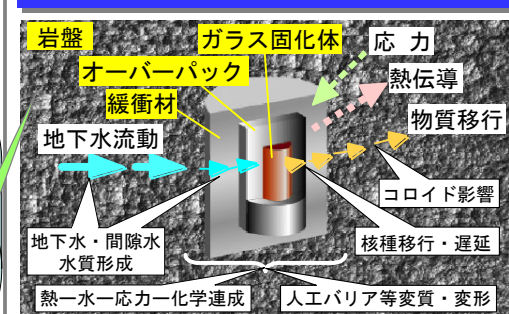 岩盤
ガラス固化体
応 力
オーバーパック
熱伝導
緩衝材
物質移行
地下水流動
コロイド影響
地下水・間隙水
水質形成
核種移行・遅延
熱ー水ー応力ー化学連成
人工バリア等変質・変形